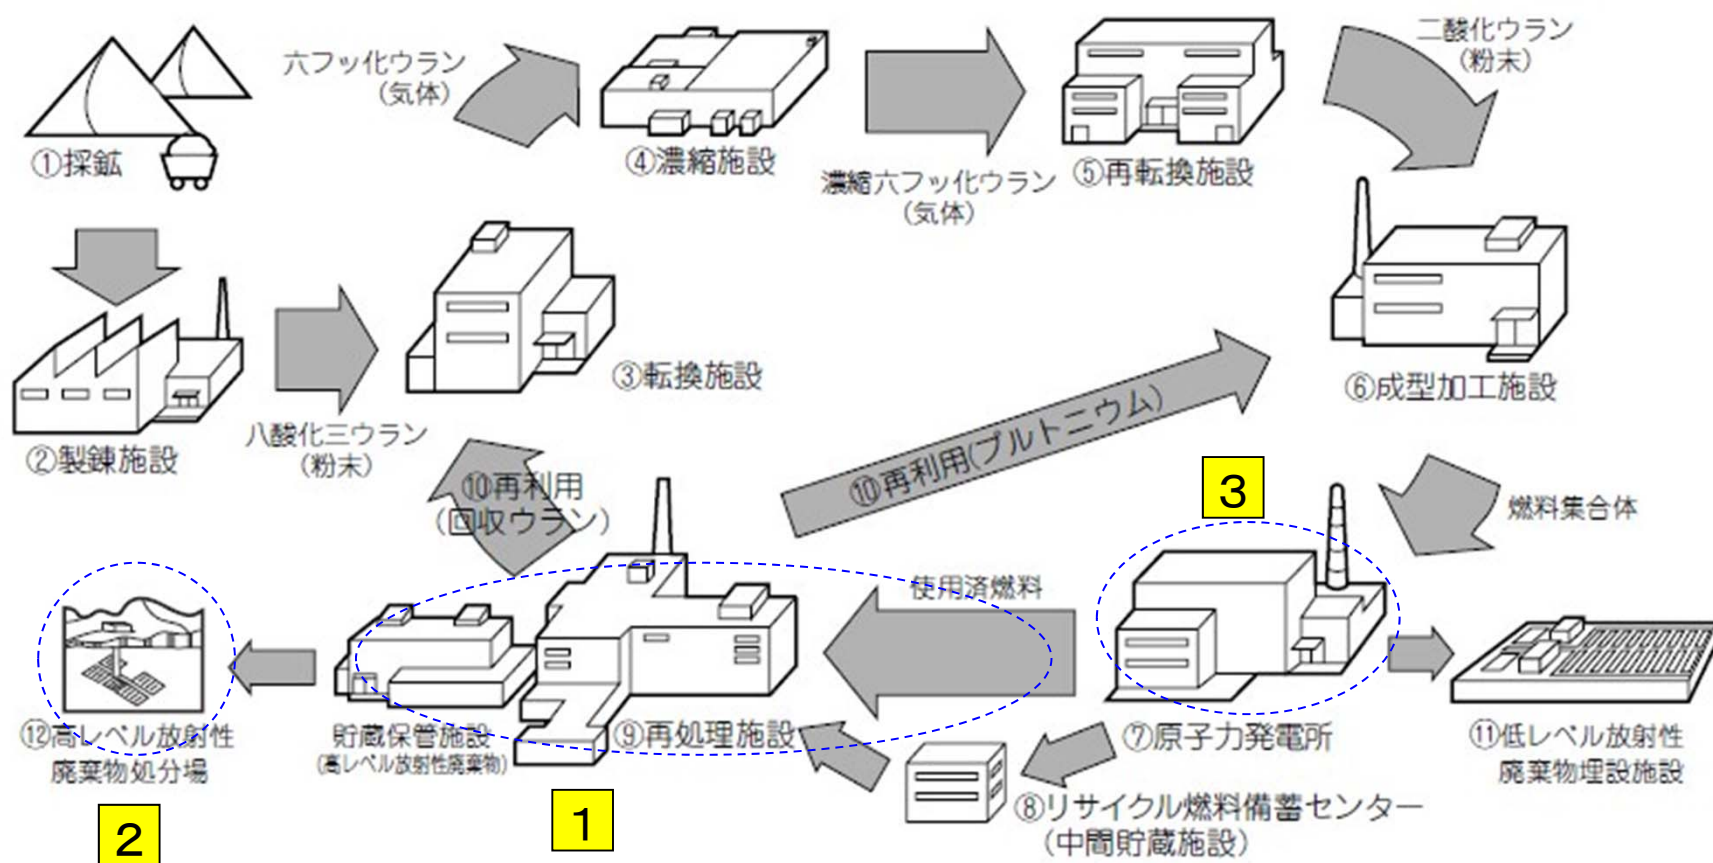 六フッ化ウラン
(気体)
二酸化ウラン
(粉末)
①採鉱
④濃縮施設
濃縮六フッ化ウラン
(気体)
⑤再転換施設
③転換施設
⑥成型加工施設
八酸化三ウラン
(粉末)
②製錬施設
⑩再利用
(回収ウラン)
⑩再利用(プルトニウム)
3
燃料集合体
使用済燃料
⑫高レベル放射性
廃棄物処分場
貯蔵保管施設
(高レベル放射性廃棄物)
⑨再処理施設
⑦原子力発電所
⑪低レベル放射性
廃棄物埋設施設
⑧リサイクル燃料備蓄センター
(中間貯蔵施設)
2
1